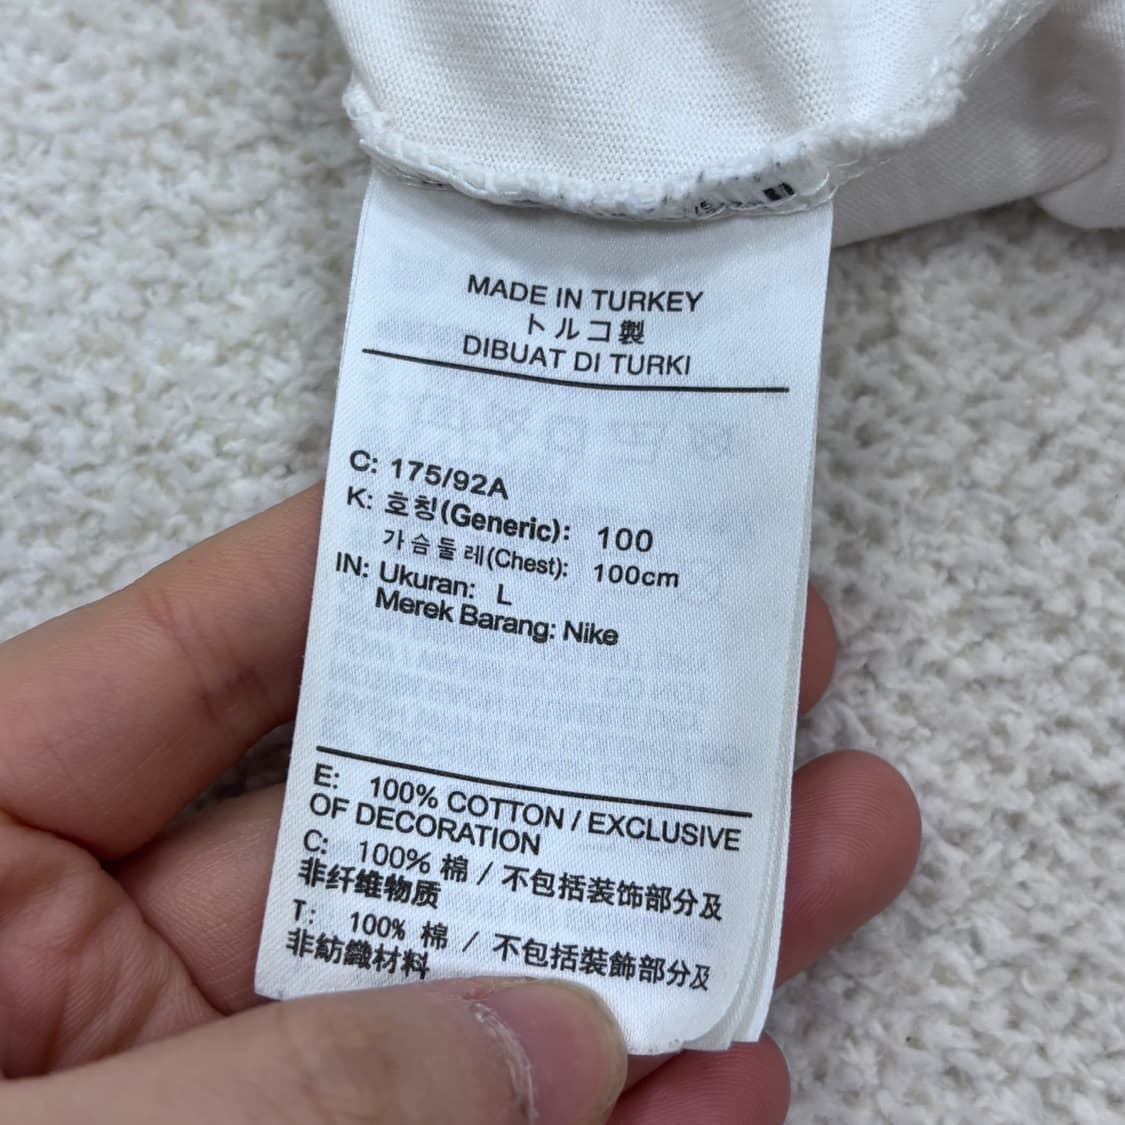 MADE IN TURKEY
トルコ製
DIBUAT DI TURKI
C: 175/92A
K: 호칭(Generic): 100
가슴둘레(Chest): 100cm
IN: Ukuran: L
Merek Barang: Nike
E: 100% COTTON / EXCLUSIVE
OF DECORATION
C: 100% 棉 / 不包括装饰部分及
非纤维物质
T: 100% 棉 / 不包括裝飾部分及
非紡織材料